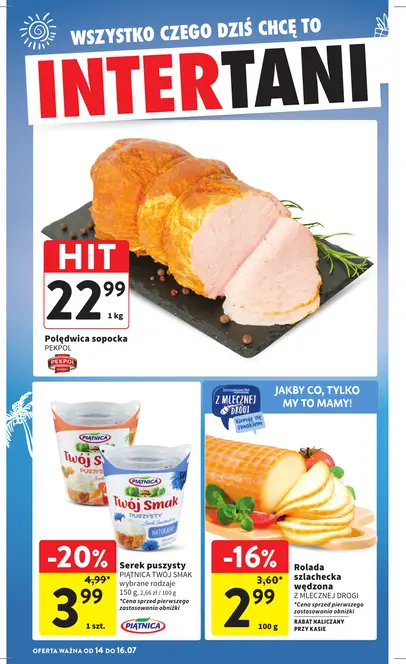 WSZYSTKO CZEGO DZIŚ CHCĘ TO
INTERTANI
HIT
22 99
1 kg
Polędwica sopocka
PEKPOL
PEKPOL
Z MLECZNEJ
DROGI
JAKBY CO, TYLKO
MY TO MAMY!
PIĄTNICA
Twój Smak
PUSZYSTY
PIĄTNICA
Twój Smak
PUSZYSTY
NATURALNY
-20%
4,99*
3 99
1 szt.
Serek puszysty
PIĄTNICA TWÓJ SMAK
wybrane rodzaje
150 g, 2,66 zł / 100 g
*Cena sprzed pierwszego
zastosowania obniżki
PIĄTNICA
-16%
3,60*
2 99
100 g
Rolada
szlachecka
wędzona
Z MLECZNEJ DROGI
*Cena sprzed pierwszego
zastosowania obniżki
RABAT NALICZANY
PRZY KASIE
OFERTA WAŻNA OD 14 DO 16.07